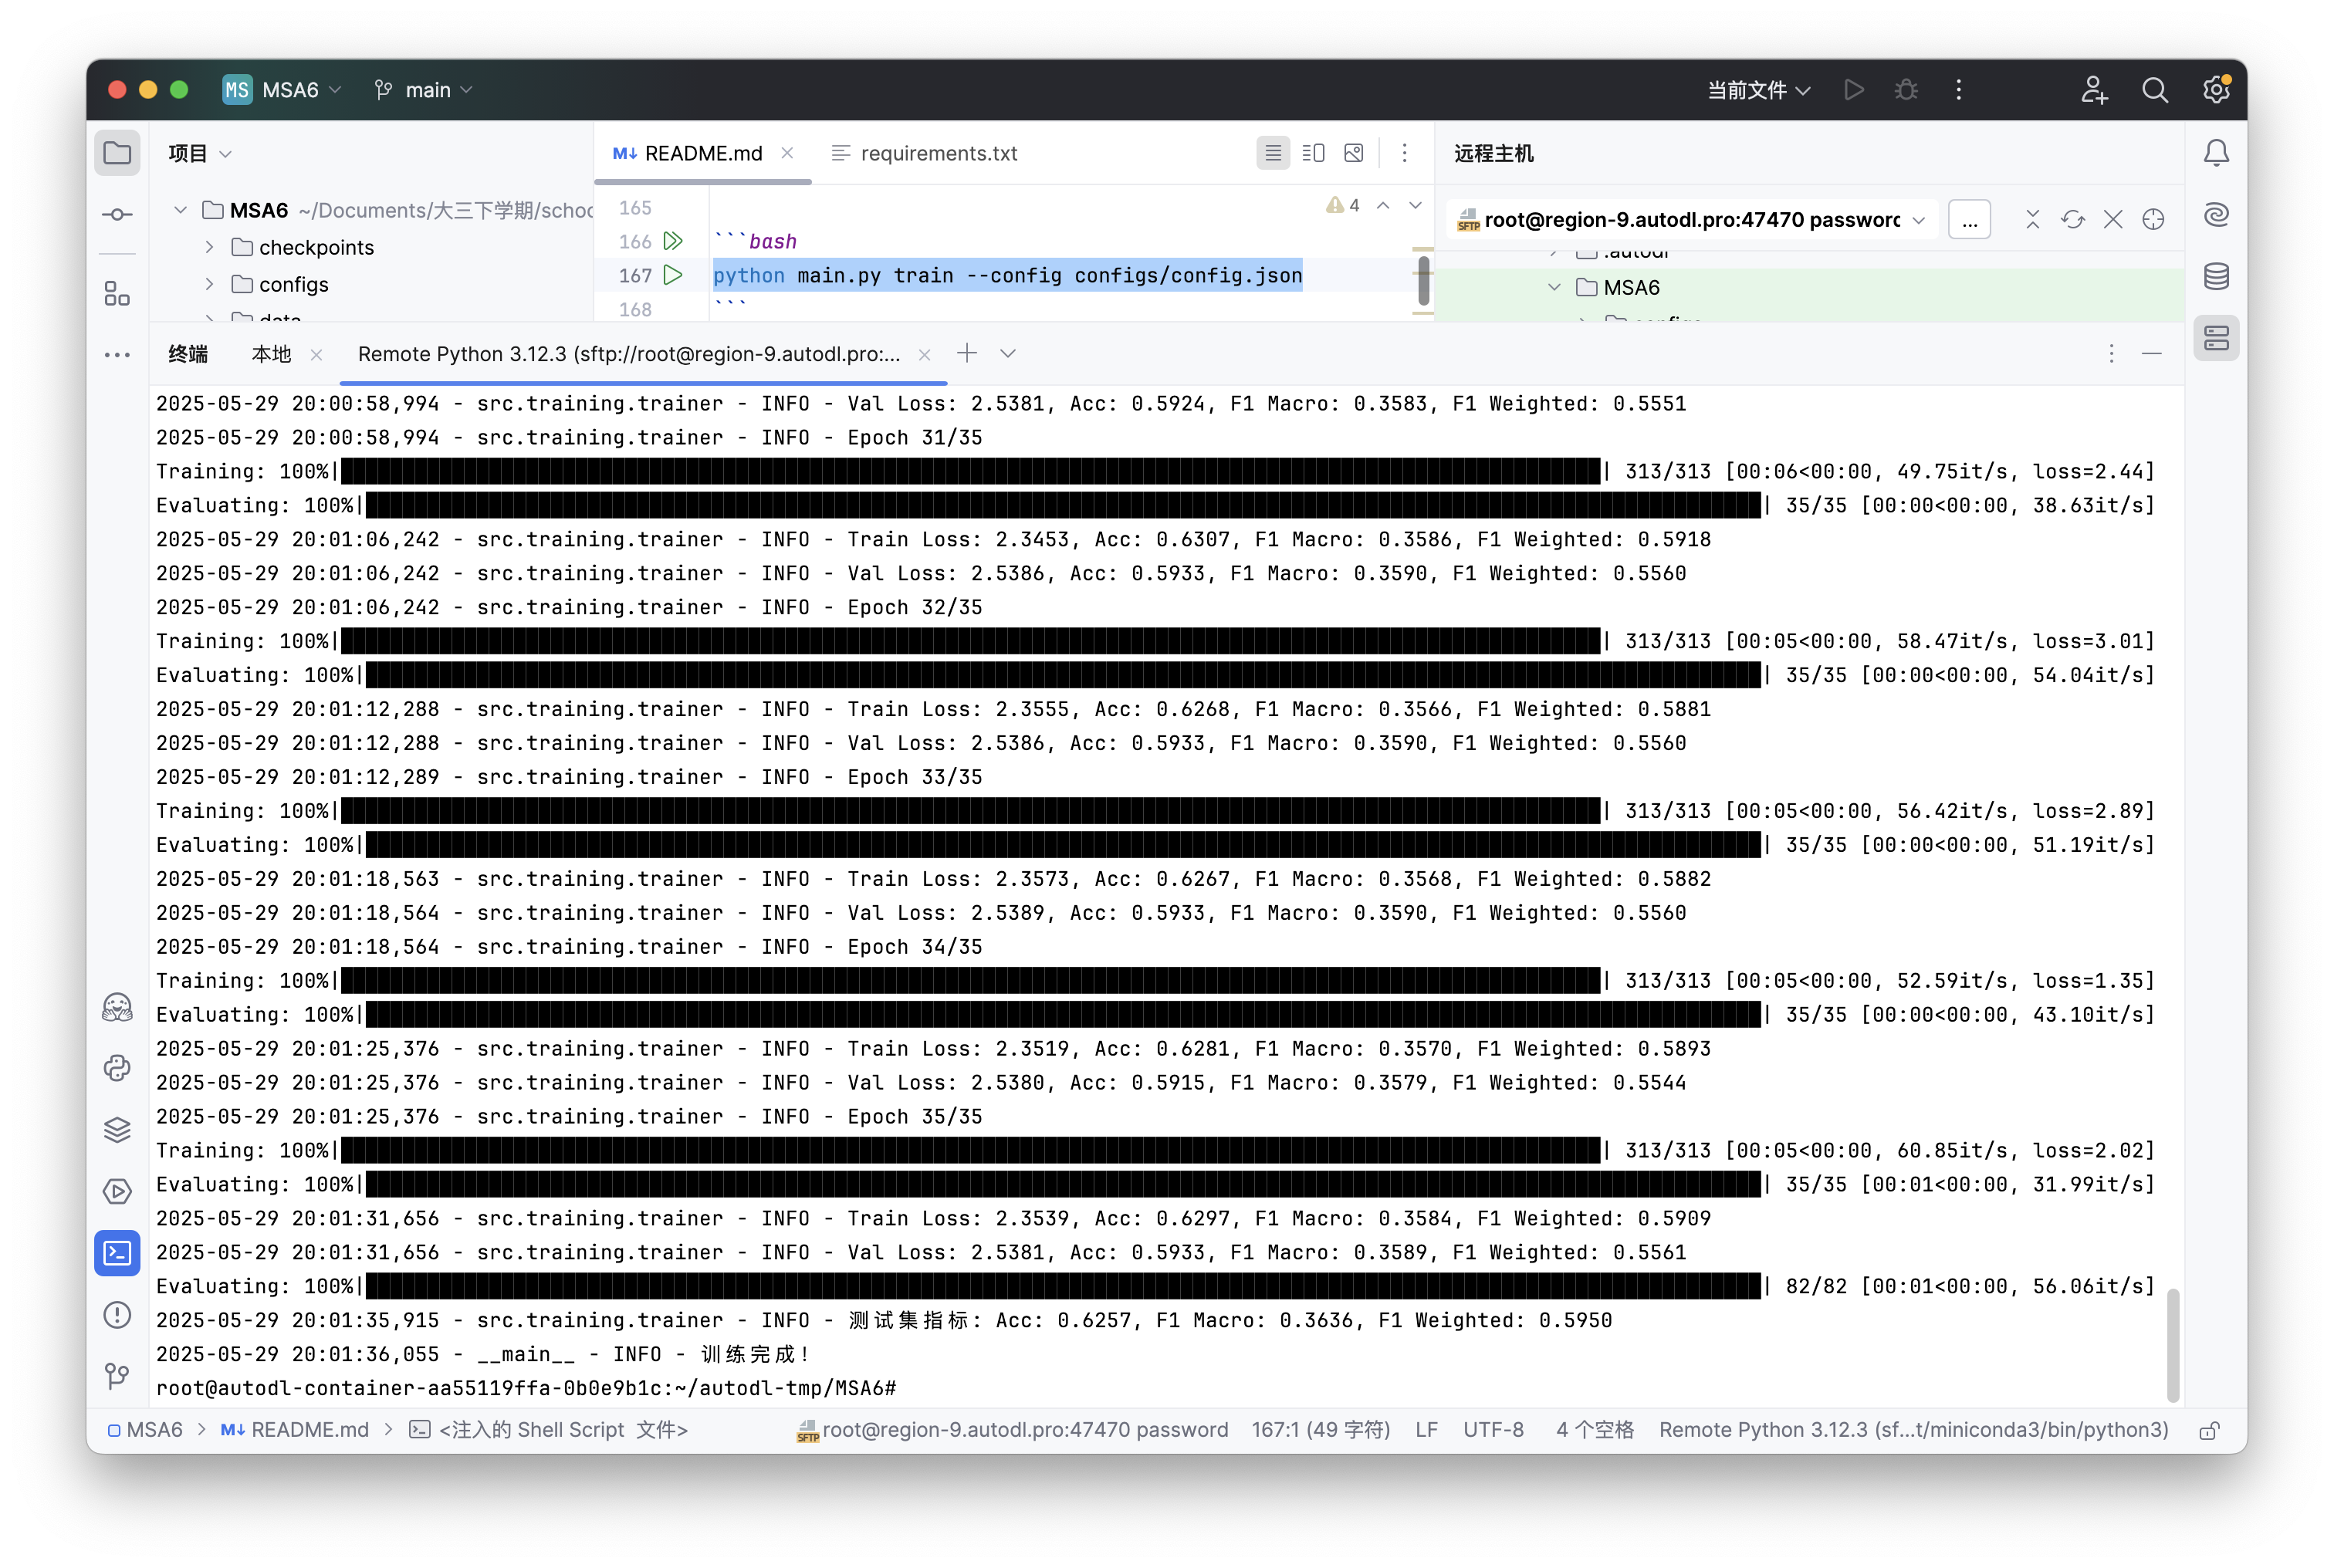 MS MSA6 main 当前文件
项目
README.md
requirements.txt
远程主机
MSA6 ~/Documents/大三下学期/schoo
checkpoints
configs
data
165
166 ```bash
167 python main.py train --config configs/config.json
168 ```
4
SFTP root@region-9.autodl.pro:47470 password ...
.autodl
MSA6
configs
终端 本地 Remote Python 3.12.3 (sftp://root@region-9.autodl.pro:...
2025-05-29 20:00:58,994 - src.training.trainer - INFO - Val Loss: 2.5381, Acc: 0.5924, F1 Macro: 0.3583, F1 Weighted: 0.5551
2025-05-29 20:00:58,994 - src.training.trainer - INFO - Epoch 31/35
Training: 100%| | 313/313 [00:06<00:00, 49.75it/s, loss=2.44]
Evaluating: 100%| | 35/35 [00:00<00:00, 38.63it/s]
2025-05-29 20:01:06,242 - src.training.trainer - INFO - Train Loss: 2.3453, Acc: 0.6307, F1 Macro: 0.3586, F1 Weighted: 0.5918
2025-05-29 20:01:06,242 - src.training.trainer - INFO - Val Loss: 2.5386, Acc: 0.5933, F1 Macro: 0.3590, F1 Weighted: 0.5560
2025-05-29 20:01:06,242 - src.training.trainer - INFO - Epoch 32/35
Training: 100%| | 313/313 [00:05<00:00, 58.47it/s, loss=3.01]
Evaluating: 100%| | 35/35 [00:00<00:00, 54.04it/s]
2025-05-29 20:01:12,288 - src.training.trainer - INFO - Train Loss: 2.3555, Acc: 0.6268, F1 Macro: 0.3566, F1 Weighted: 0.5881
2025-05-29 20:01:12,288 - src.training.trainer - INFO - Val Loss: 2.5386, Acc: 0.5933, F1 Macro: 0.3590, F1 Weighted: 0.5560
2025-05-29 20:01:12,289 - src.training.trainer - INFO - Epoch 33/35
Training: 100%| | 313/313 [00:05<00:00, 56.42it/s, loss=2.89]
Evaluating: 100%| | 35/35 [00:00<00:00, 51.19it/s]
2025-05-29 20:01:18,563 - src.training.trainer - INFO - Train Loss: 2.3573, Acc: 0.6267, F1 Macro: 0.3568, F1 Weighted: 0.5882
2025-05-29 20:01:18,564 - src.training.trainer - INFO - Val Loss: 2.5389, Acc: 0.5933, F1 Macro: 0.3590, F1 Weighted: 0.5560
2025-05-29 20:01:18,564 - src.training.trainer - INFO - Epoch 34/35
Training: 100%| | 313/313 [00:05<00:00, 52.59it/s, loss=1.35]
Evaluating: 100%| | 35/35 [00:00<00:00, 43.10it/s]
2025-05-29 20:01:25,376 - src.training.trainer - INFO - Train Loss: 2.3519, Acc: 0.6281, F1 Macro: 0.3570, F1 Weighted: 0.5893
2025-05-29 20:01:25,376 - src.training.trainer - INFO - Val Loss: 2.5380, Acc: 0.5915, F1 Macro: 0.3579, F1 Weighted: 0.5544
2025-05-29 20:01:25,376 - src.training.trainer - INFO - Epoch 35/35
Training: 100%| | 313/313 [00:05<00:00, 60.85it/s, loss=2.02]
Evaluating: 100%| | 35/35 [00:01<00:00, 31.99it/s]
2025-05-29 20:01:31,656 - src.training.trainer - INFO - Train Loss: 2.3539, Acc: 0.6297, F1 Macro: 0.3584, F1 Weighted: 0.5909
2025-05-29 20:01:31,656 - src.training.trainer - INFO - Val Loss: 2.5381, Acc: 0.5933, F1 Macro: 0.3589, F1 Weighted: 0.5561
Evaluating: 100%| | 82/82 [00:01<00:00, 56.06it/s]
2025-05-29 20:01:35,915 - src.training.trainer - INFO - 测试集指标: Acc: 0.6257, F1 Macro: 0.3636, F1 Weighted: 0.5950
2025-05-29 20:01:36,055 - __main__ - INFO - 训练完成!
root@autodl-container-aa55119ffa-0b0e9b1c:~/autodl-tmp/MSA6#
MSA6 > M↓ README.md > <注入的 Shell Script 文件> SFTP root@region-9.autodl.pro:47470 password 167:1 (49 字符) LF UTF-8 4 个空格 Remote Python 3.12.3 (sf...t/miniconda3/bin/python3)